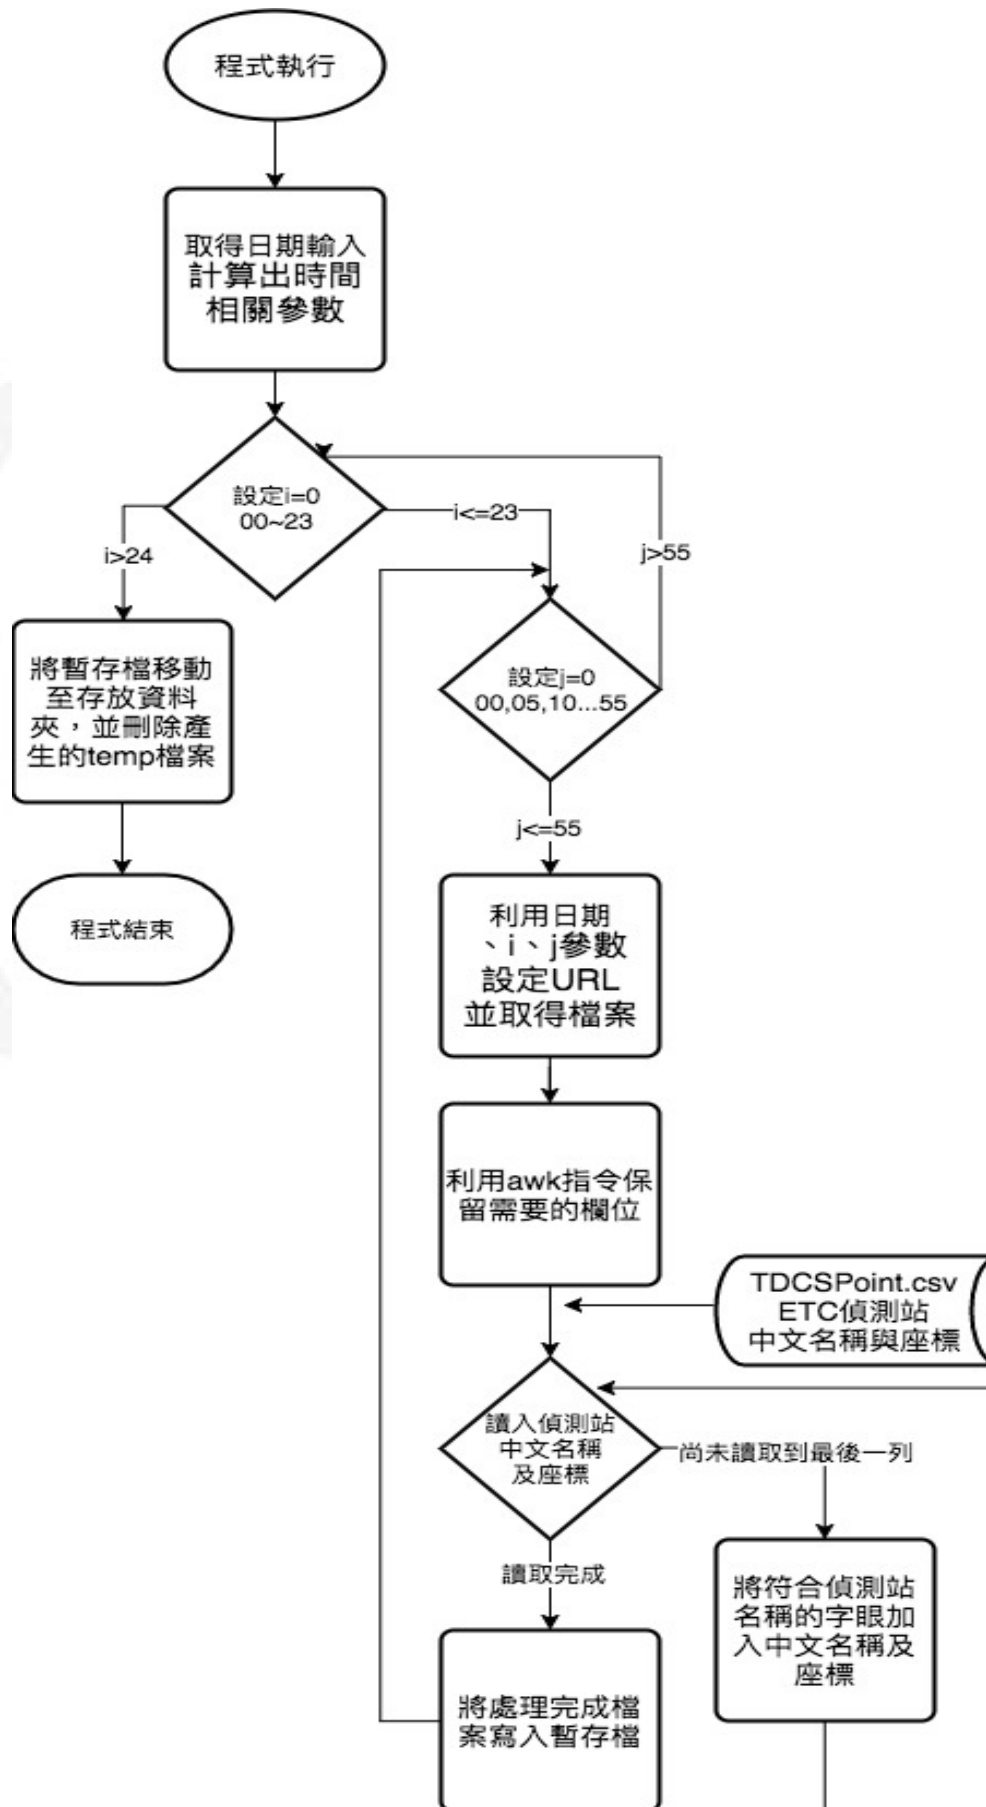 程式執行
取得日期輸入
計算出時間
相關參數
設定i=0
00~23
i<=23
i>24
j>55
將暫存檔移動
至存放資料
夾，並刪除產
生的temp檔案
設定j=0
00,05,10...55
j<=55
程式結束
利用日期
、i、j參數
設定URL
並取得檔案
利用awk指令保
留需要的欄位
TDCSPoint.csv
ETC偵測站
中文名稱與座標
讀入偵測站
中文名稱
及座標
尚未讀取到最後一列
讀取完成
將符合偵測站
名稱的字眼加
入中文名稱及
座標
將處理完成檔
案寫入暫存檔